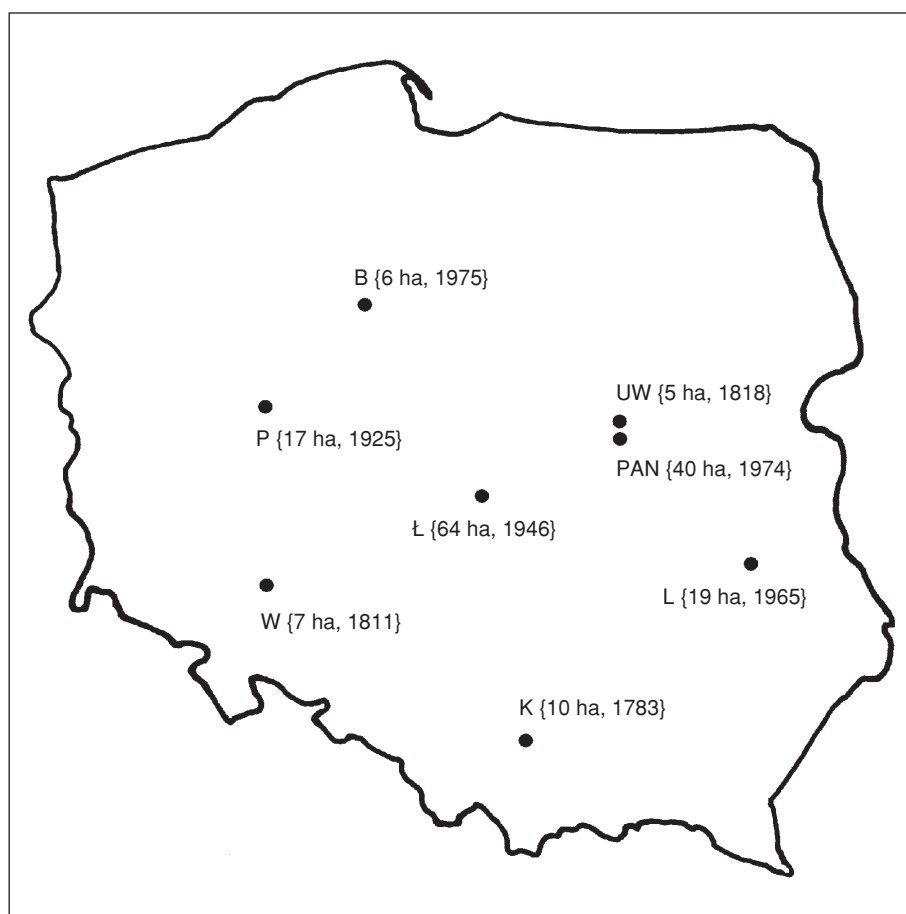 B {6 ha, 1975}
UW {5 ha, 1818}
P {17 ha, 1925}
PAN {40 ha, 1974}
Ł {64 ha, 1946}
L {19 ha, 1965}
W {7 ha, 1811}
K {10 ha, 1783}